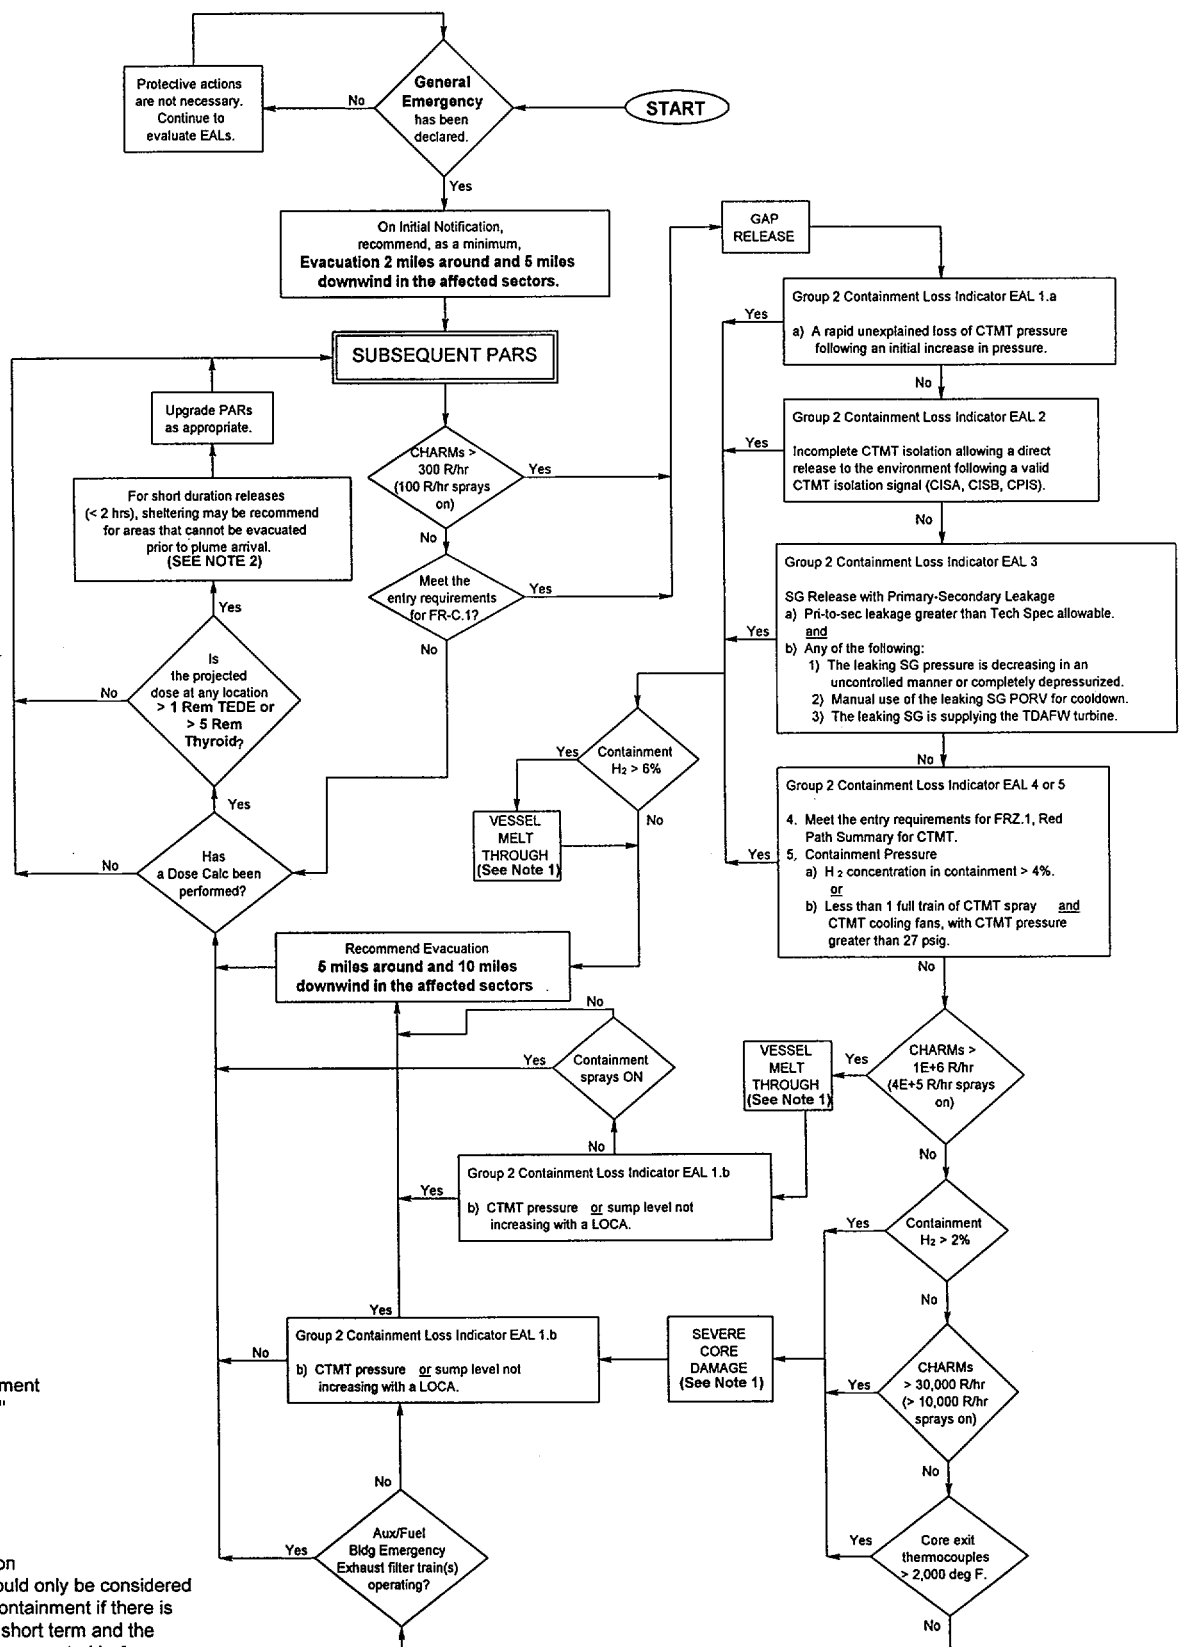 START
General
Emergency
has been
declared.
No
Protective actions
are not necessary.
Continue to
evaluate EALs.
Yes
On Initial Notification,
recommend, as a minimum,
Evacuation 2 miles around and 5 miles
downwind in the affected sectors.
SUBSEQUENT PARS
CHARMs >
300 R/hr
(100 R/hr sprays
on)
Yes
No
Meet the
entry requirements
for FR-C.1?
Yes
No
GAP
RELEASE
Group 2 Containment Loss Indicator EAL 1.a
a) A rapid unexplained loss of CTMT pressure
following an initial increase in pressure.
Yes
No
Group 2 Containment Loss Indicator EAL 2
Incomplete CTMT isolation allowing a direct
release to the environment following a valid
CTMT isolation signal (CISA, CISB, CPIS).
Yes
No
Group 2 Containment Loss Indicator EAL 3
SG Release with Primary-Secondary Leakage
a) Pri-to-sec leakage greater than Tech Spec allowable.
and
b) Any of the following:
1) The leaking SG pressure is decreasing in an
uncontrolled manner or completely depressurized.
2) Manual use of the leaking SG PORV for cooldown.
3) The leaking SG is supplying the TDAFW turbine.
Yes
No
Group 2 Containment Loss Indicator EAL 4 or 5
4. Meet the entry requirements for FRZ.1, Red
Path Summary for CTMT.
5. Containment Pressure
a) H2 concentration in containment > 4%.
or
b) Less than 1 full train of CTMT spray and
CTMT cooling fans, with CTMT pressure
greater than 27 psig.
Yes
No
Upgrade PARs
as appropriate.
For short duration releases
(< 2 hrs), sheltering may be recommend
for areas that cannot be evacuated
prior to plume arrival.
(SEE NOTE 2)
Yes
Is
the projected
dose at any location
> 1 Rem TEDE or
> 5 Rem
Thyroid?
No
Yes
Has
a Dose Calc been
performed?
No
Containment
H2 > 6%
Yes
No
VESSEL
MELT
THROUGH
(See Note 1)
Recommend Evacuation
5 miles around and 10 miles
downwind in the affected sectors
No
Containment
sprays ON
Yes
No
VESSEL
MELT
THROUGH
(See Note 1)
Yes
CHARMs >
1E+6 R/hr
(4E+5 R/hr sprays
on)
No
Group 2 Containment Loss Indicator EAL 1.b
b) CTMT pressure or sump level not
increasing with a LOCA.
Yes
Containment
H2 > 2%
Yes
No
Yes
Group 2 Containment Loss Indicator EAL 1.b
b) CTMT pressure or sump level not
increasing with a LOCA.
No
SEVERE
CORE
DAMAGE
(See Note 1)
CHARMs
> 30,000 R/hr
(> 10,000 R/hr
sprays on)
Yes
No
No
Aux/Fuel
Bldg Emergency
Exhaust filter train(s)
operating?
Yes
Core exit
thermocouples
> 2,000 deg F.
Yes
No
ment
"
on
ould only be considered
ontainment if there is
short term and the